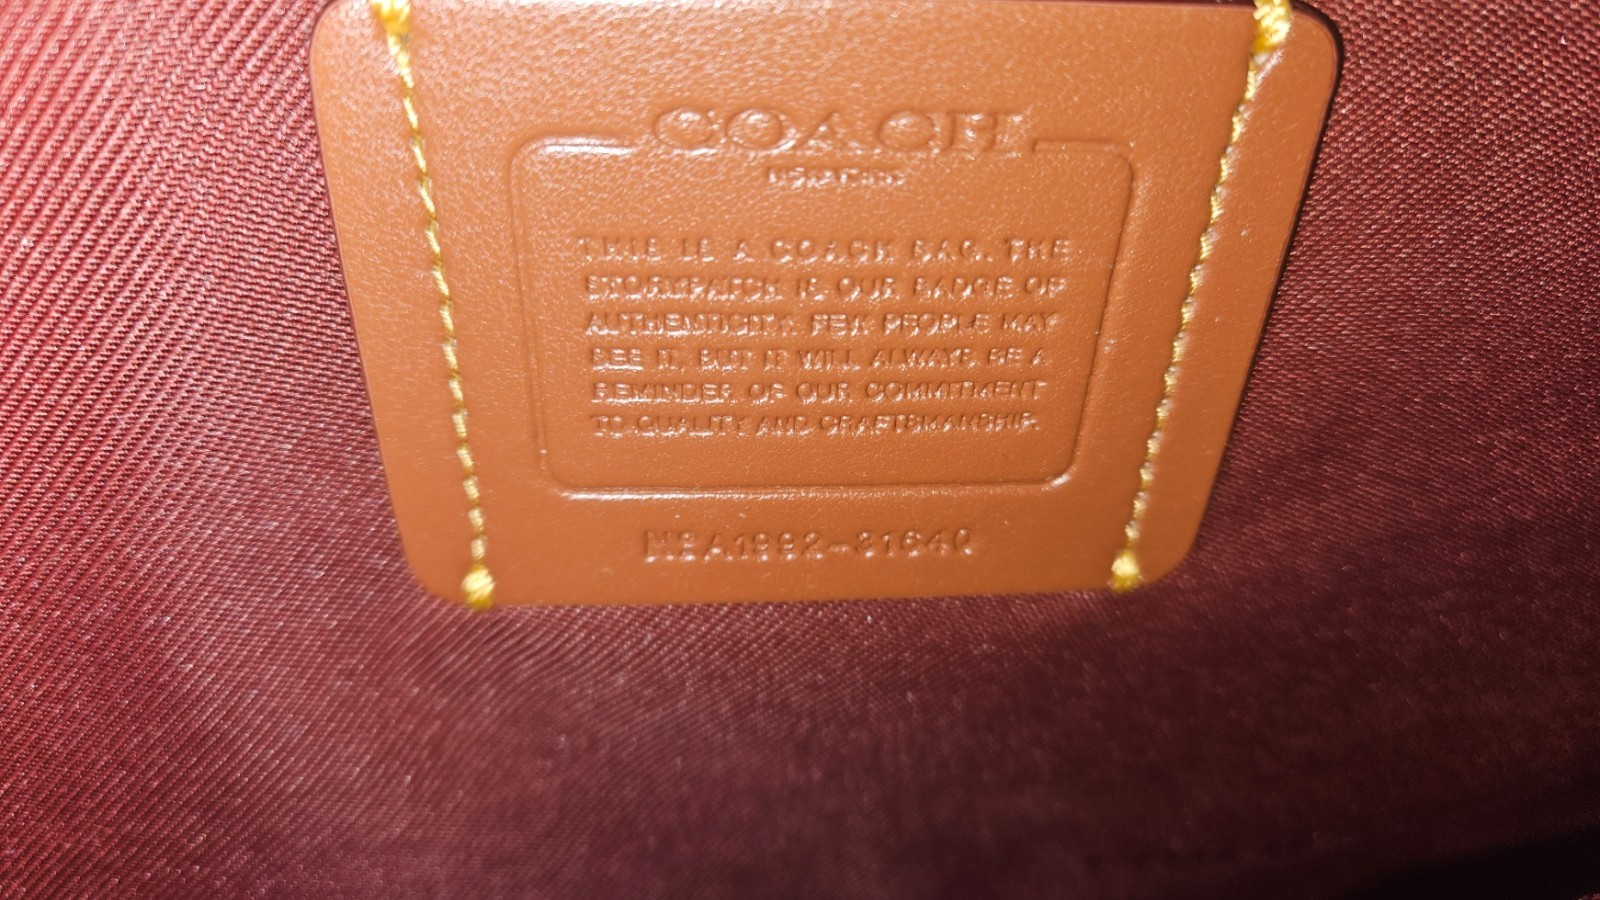 COACH
THIS IS A COACH BAG. THE
STORYPATCH IS OUR BADGE OF
AUTHENTICITY. FEW PEOPLE MAY
SEE IT, BUT IT WILL ALWAYS BE A
REMINDER OF OUR COMMITMENT
TO QUALITY AND CRAFTSMANSHIP.